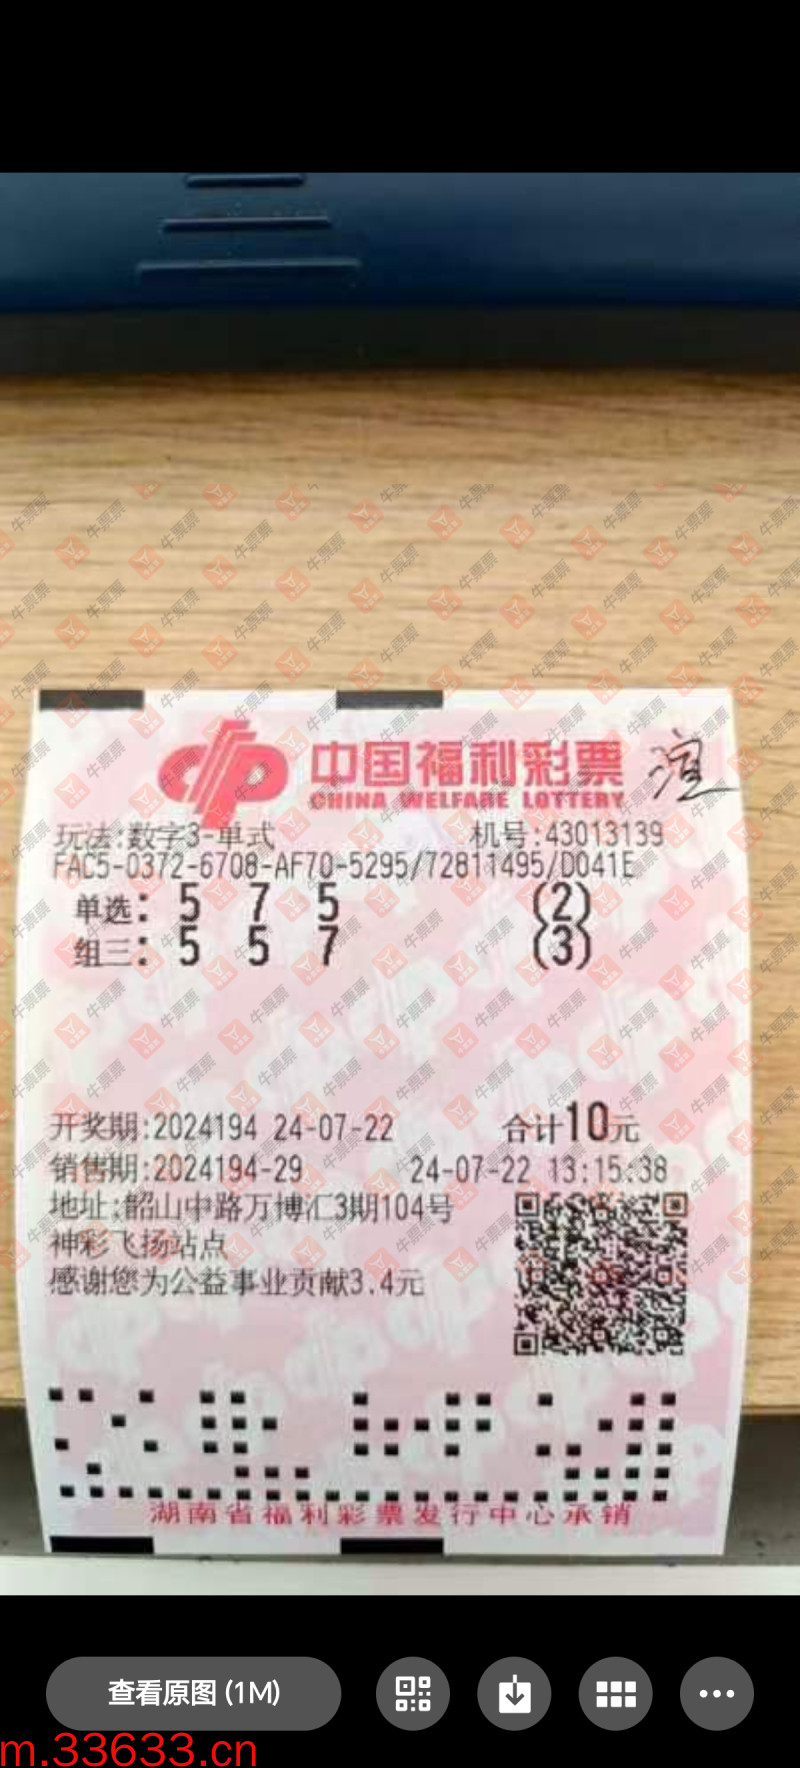 中国福利彩票
CHINA WELFARE LOTTERY
渲
玩法:数字3-单式 机号:43013139
FAC5-0372-6708-AF70-5295/72811495/D041E
单选: 5 7 5 (2)
组三: 5 5 7 (3)
开奖期:2024194 24-07-22 合计10元
销售期:2024194-29 24-07-22 13:15:38
地址:韶山中路万博汇3期104号
神彩飞扬站点
感谢您为公益事业贡献3.4元
湖南省福利彩票发行中心承销
牛票票
查看原图 (1M)
m.33633.cn